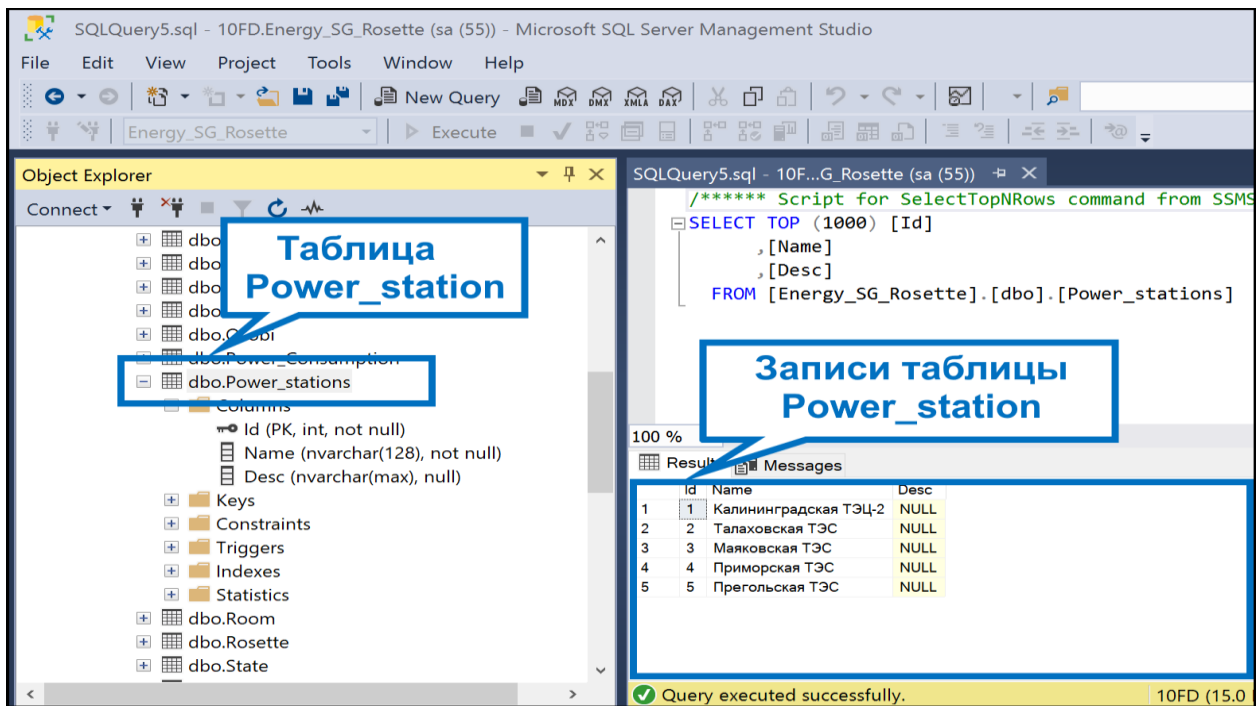 SQLQuery5.sql - 10FD.Energy_SG_Rosette (sa (55)) - Microsoft SQL Server Management Studio
File Edit View Project Tools Window Help
New Query MDX DMX XMLA DAX
Energy_SG_Rosette Execute
Object Explorer
Connect
dbo
dbo
dbo
dbo
dbo.
dbo.Power_Consumption
dbo.Power_stations
Columns
Id (PK, int, not null)
Name (nvarchar(128), not null)
Desc (nvarchar(max), null)
Keys
Constraints
Triggers
Indexes
Statistics
dbo.Room
dbo.Rosette
dbo.State
Таблица
Power_station
SQLQuery5.sql - 10F...G_Rosette (sa (55))
/****** Script for SelectTopNRows command from SSMS
SELECT TOP (1000) [Id]
,[Name]
,[Desc]
FROM [Energy_SG_Rosette].[dbo].[Power_stations]
Записи таблицы
Power_station
100 %
Results Messages
Id Name Desc
1 1 Калининградская ТЭЦ-2 NULL
2 2 Талаховская ТЭС NULL
3 3 Маяковская ТЭС NULL
4 4 Приморская ТЭС NULL
5 5 Прегольская ТЭС NULL
Query executed successfully. 10FD (15.0